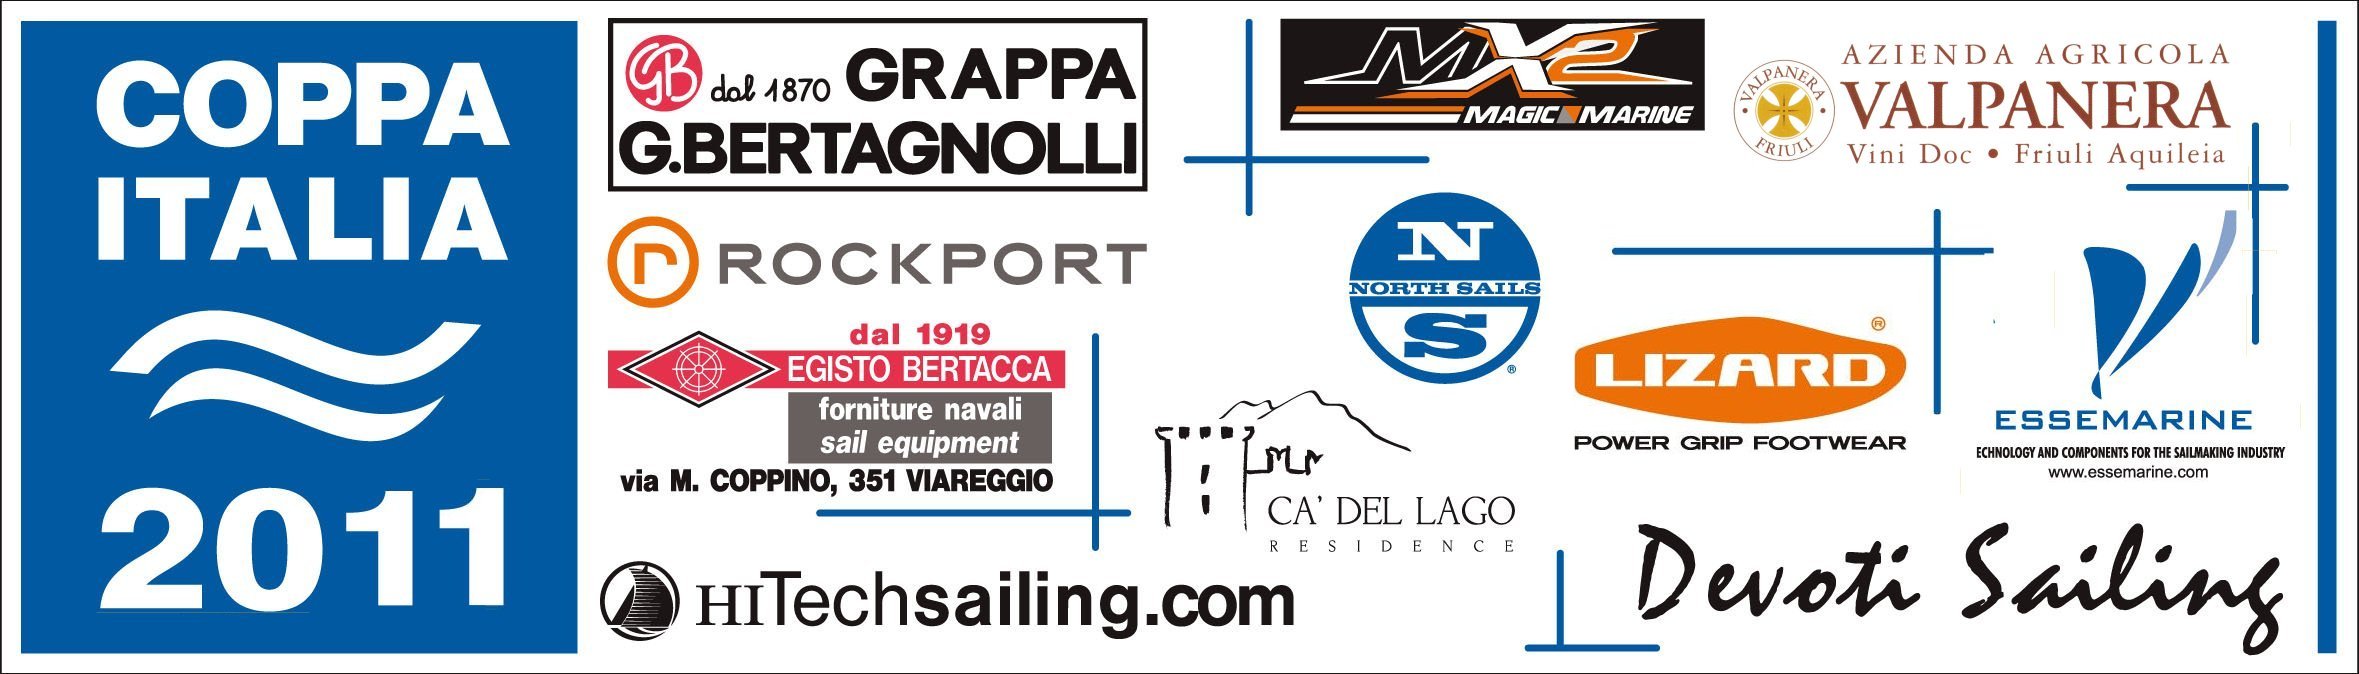 COPPA
ITALIA
2011
GB dal 1870 GRAPPA
G.BERTAGNOLLI
r ROCKPORT
dal 1919
EGISTO BERTACCA
forniture navali
sail equipment
via M. COPPINO, 351 VIAREGGIO
HITechsailing.com
MX2
MAGIC MARINE
N
NORTH SAILS
S
®
CA' DEL LAGO
RESIDENCE
AZIENDA AGRICOLA
VALPANERA
Vini Doc • Friuli Aquileia
• VALPANERA •
FRIULI
®
LIZARD
POWER GRIP FOOTWEAR
ESSEMARINE
ECHNOLOGY AND COMPONENTS FOR THE SAILMAKING INDUSTRY
www.essemarine.com
Devoti Sailing